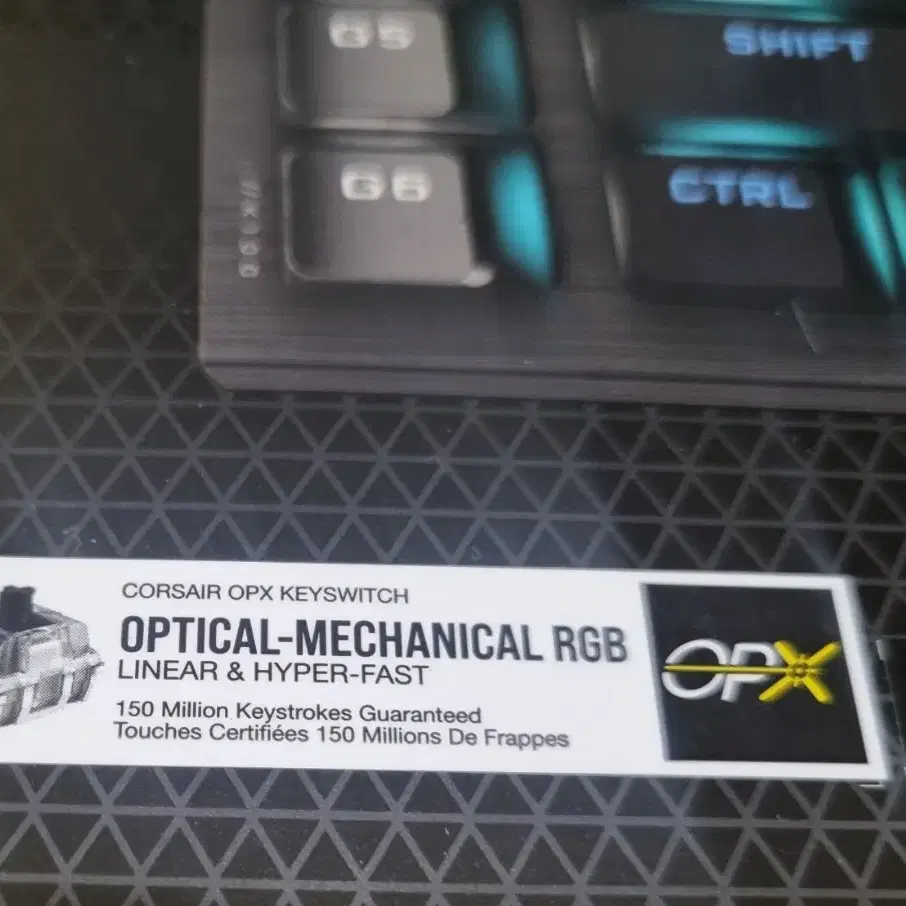 G5
SHIFT
G6
CTRL
CORSAIR OPX KEYSWITCH
OPTICAL-MECHANICAL RGB
LINEAR & HYPER-FAST
150 Million Keystrokes Guaranteed
Touches Certifiées 150 Millions De Frappes
OPX